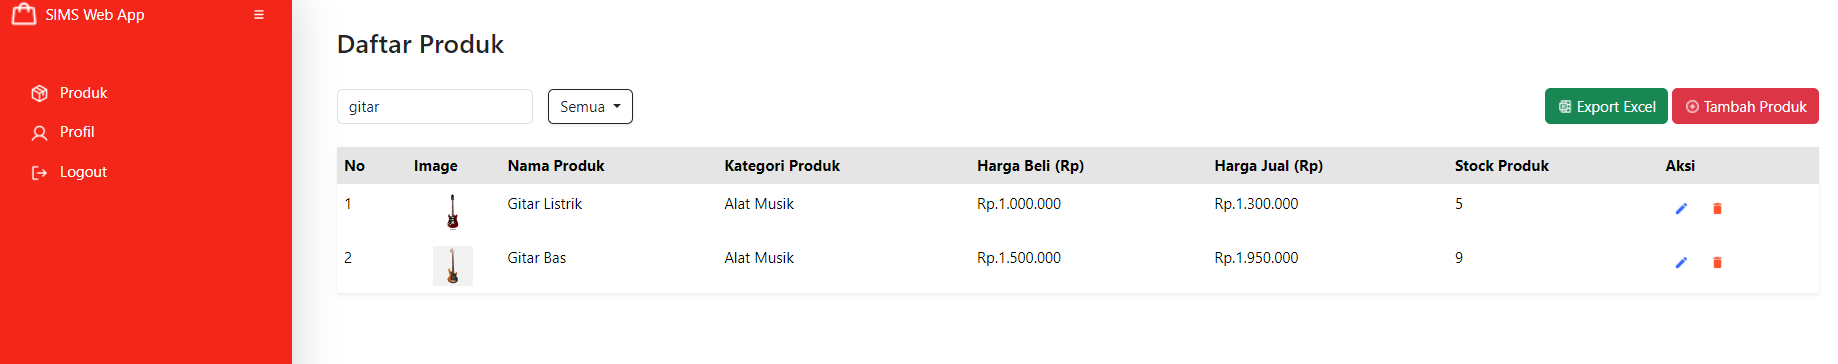 SIMS Web App
Produk
Profil
Logout
Daftar Produk
gitar
Semua
Export Excel
Tambah Produk
No Image Nama Produk Kategori Produk Harga Beli (Rp) Harga Jual (Rp) Stock Produk Aksi
1 Gitar Listrik Alat Musik Rp.1.000.000 Rp.1.300.000 5
2 Gitar Bas Alat Musik Rp.1.500.000 Rp.1.950.000 9